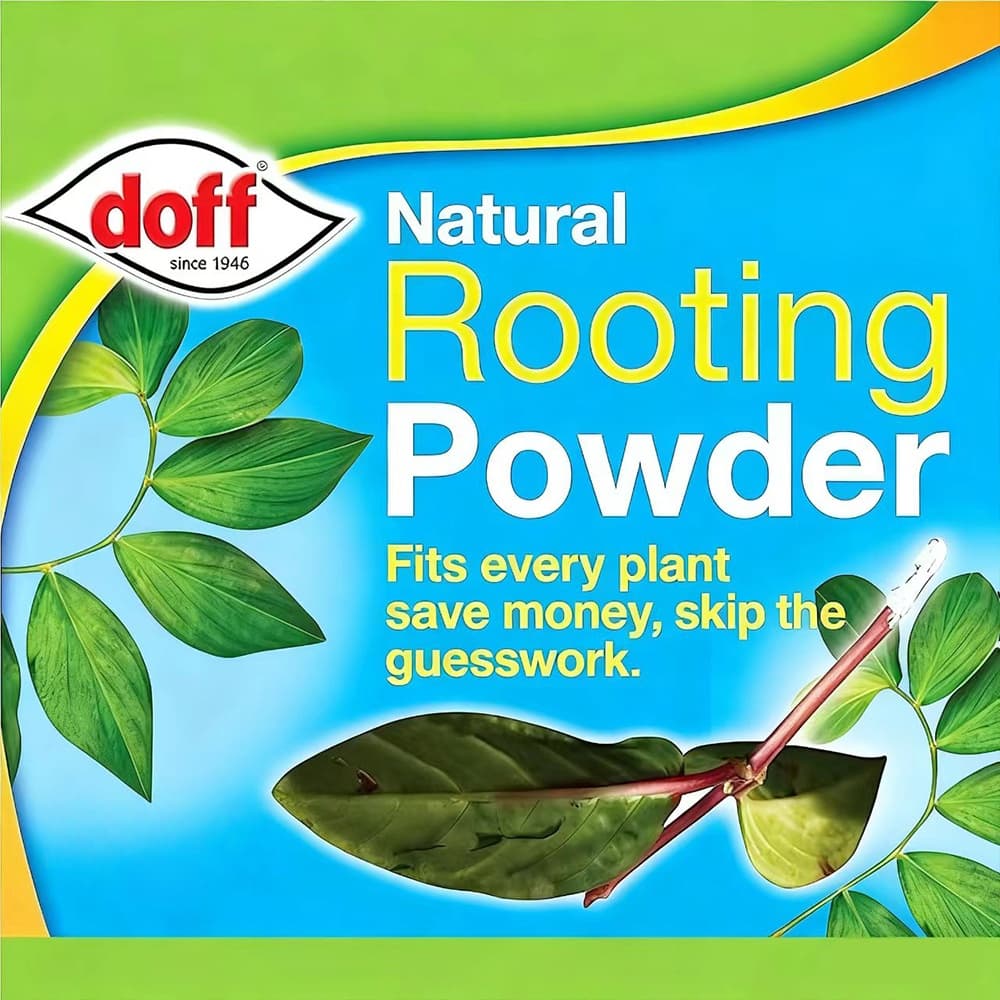 doff®
since 1946
Natural
Rooting
Powder
Fits every plant
save money, skip the
guesswork.